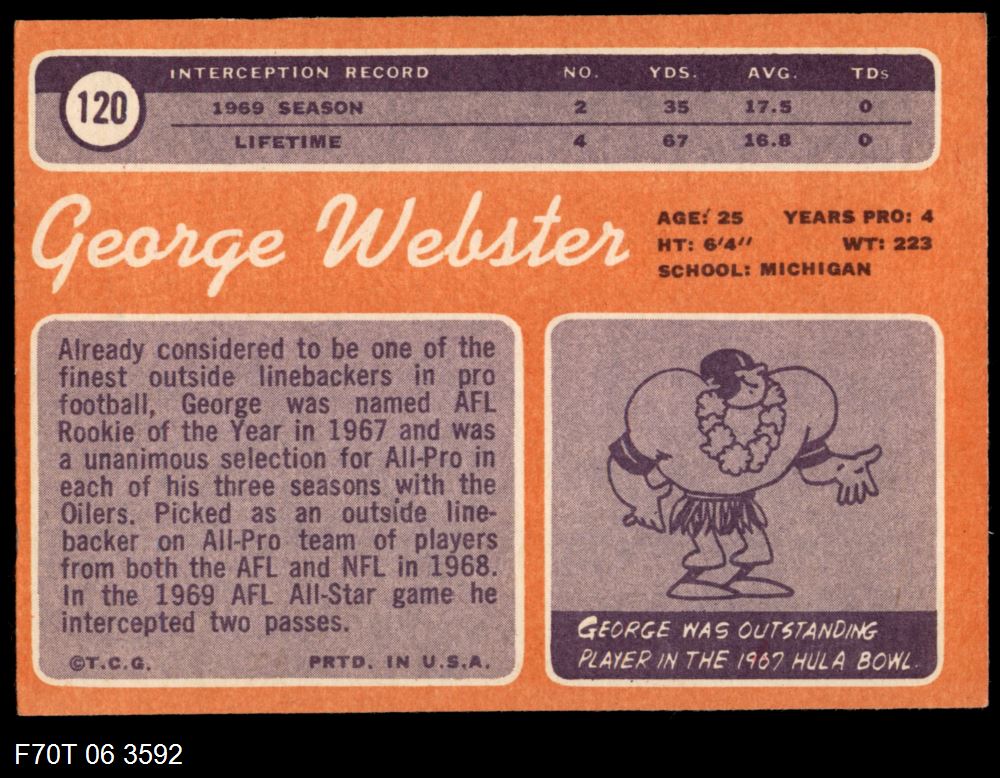 120
INTERCEPTION RECORD NO. YDS. AVG. TDs
1969 SEASON 2 35 17.5 0
LIFETIME 4 67 16.8 0
George Webster
AGE: 25 YEARS PRO: 4
HT: 6'4" WT: 223
SCHOOL: MICHIGAN
Already considered to be one of the
finest outside linebackers in pro
football, George was named AFL
Rookie of the Year in 1967 and was
a unanimous selection for All-Pro in
each of his three seasons with the
Oilers. Picked as an outside line-
backer on All-Pro team of players
from both the AFL and NFL in 1968.
In the 1969 AFL All-Star game he
intercepted two passes.
©T.C.G. PRTD. IN U.S.A.
GEORGE WAS OUTSTANDING
PLAYER IN THE 1967 HULA BOWL.
F70T 06 3592